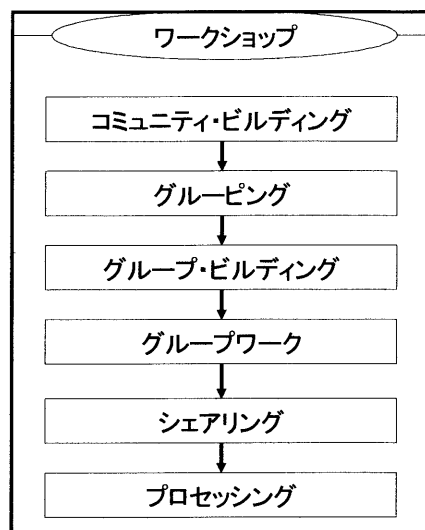 ワークショップ
コミュニティ・ビルディング
グルーピング
グループ・ビルディング
グループワーク
シェアリング
プロセッシング